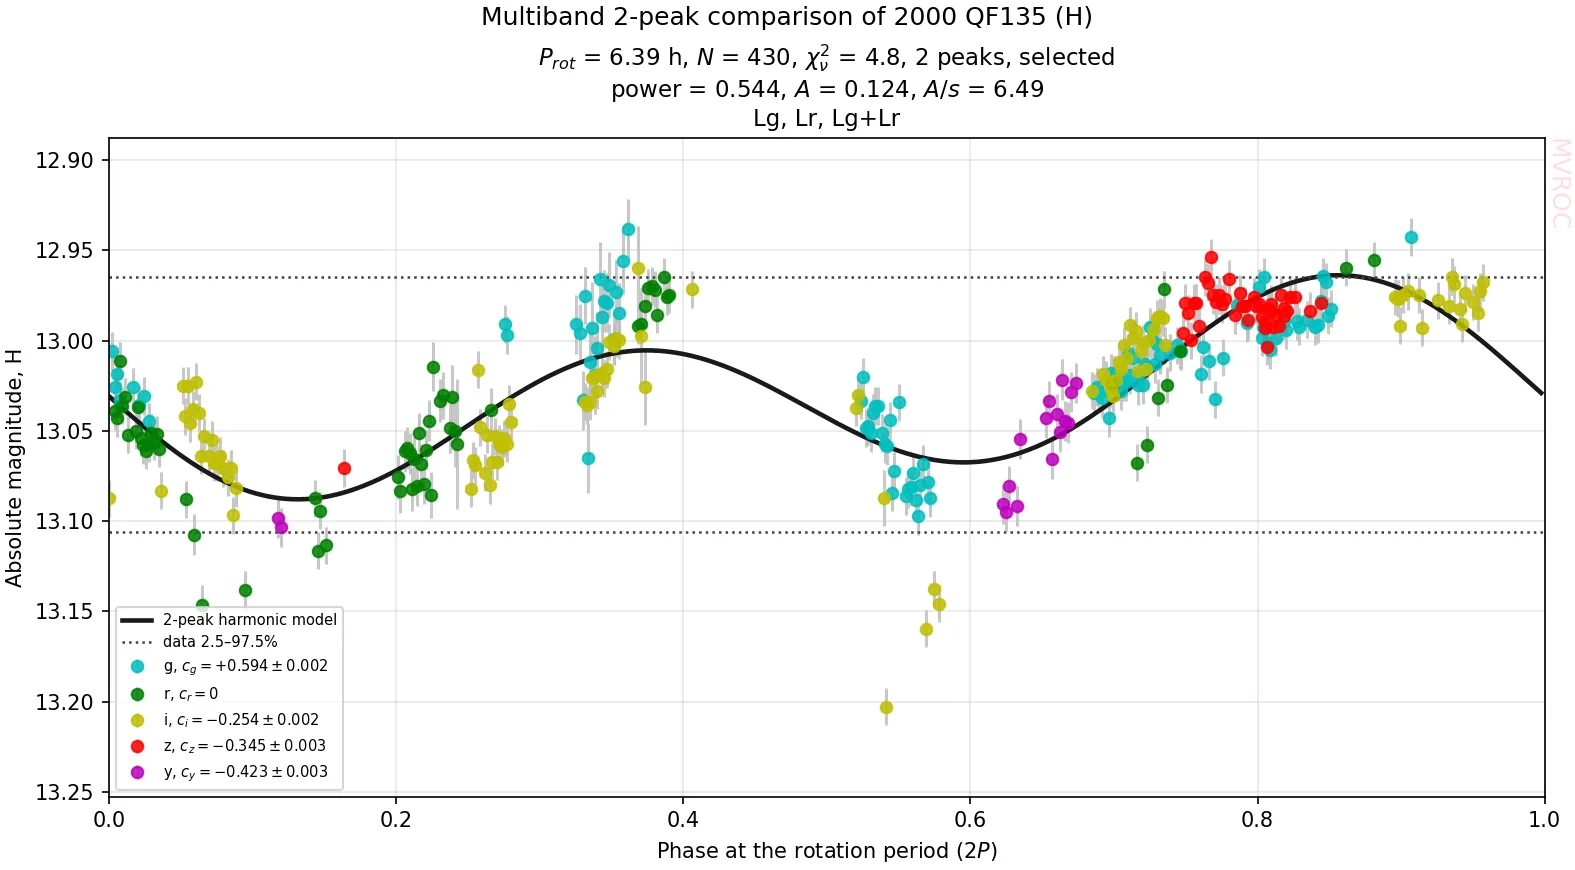 Multiband 2-peak comparison of 2000 QF135 (H)
P_rot = 6.39 h, N = 430, χ²_ν = 4.8, 2 peaks, selected
power = 0.544, A = 0.124, A/s = 6.49
Lg, Lr, Lg+Lr
MVROC
Absolute magnitude, H
12.90
12.95
13.00
13.05
13.10
13.15
13.20
13.25
2-peak harmonic model
data 2.5–97.5%
g, c_g = +0.594 ± 0.002
r, c_r = 0
i, c_i = −0.254 ± 0.002
z, c_z = −0.345 ± 0.003
y, c_y = −0.423 ± 0.003
0.0 0.2 0.4 0.6 0.8 1.0
Phase at the rotation period (2P)